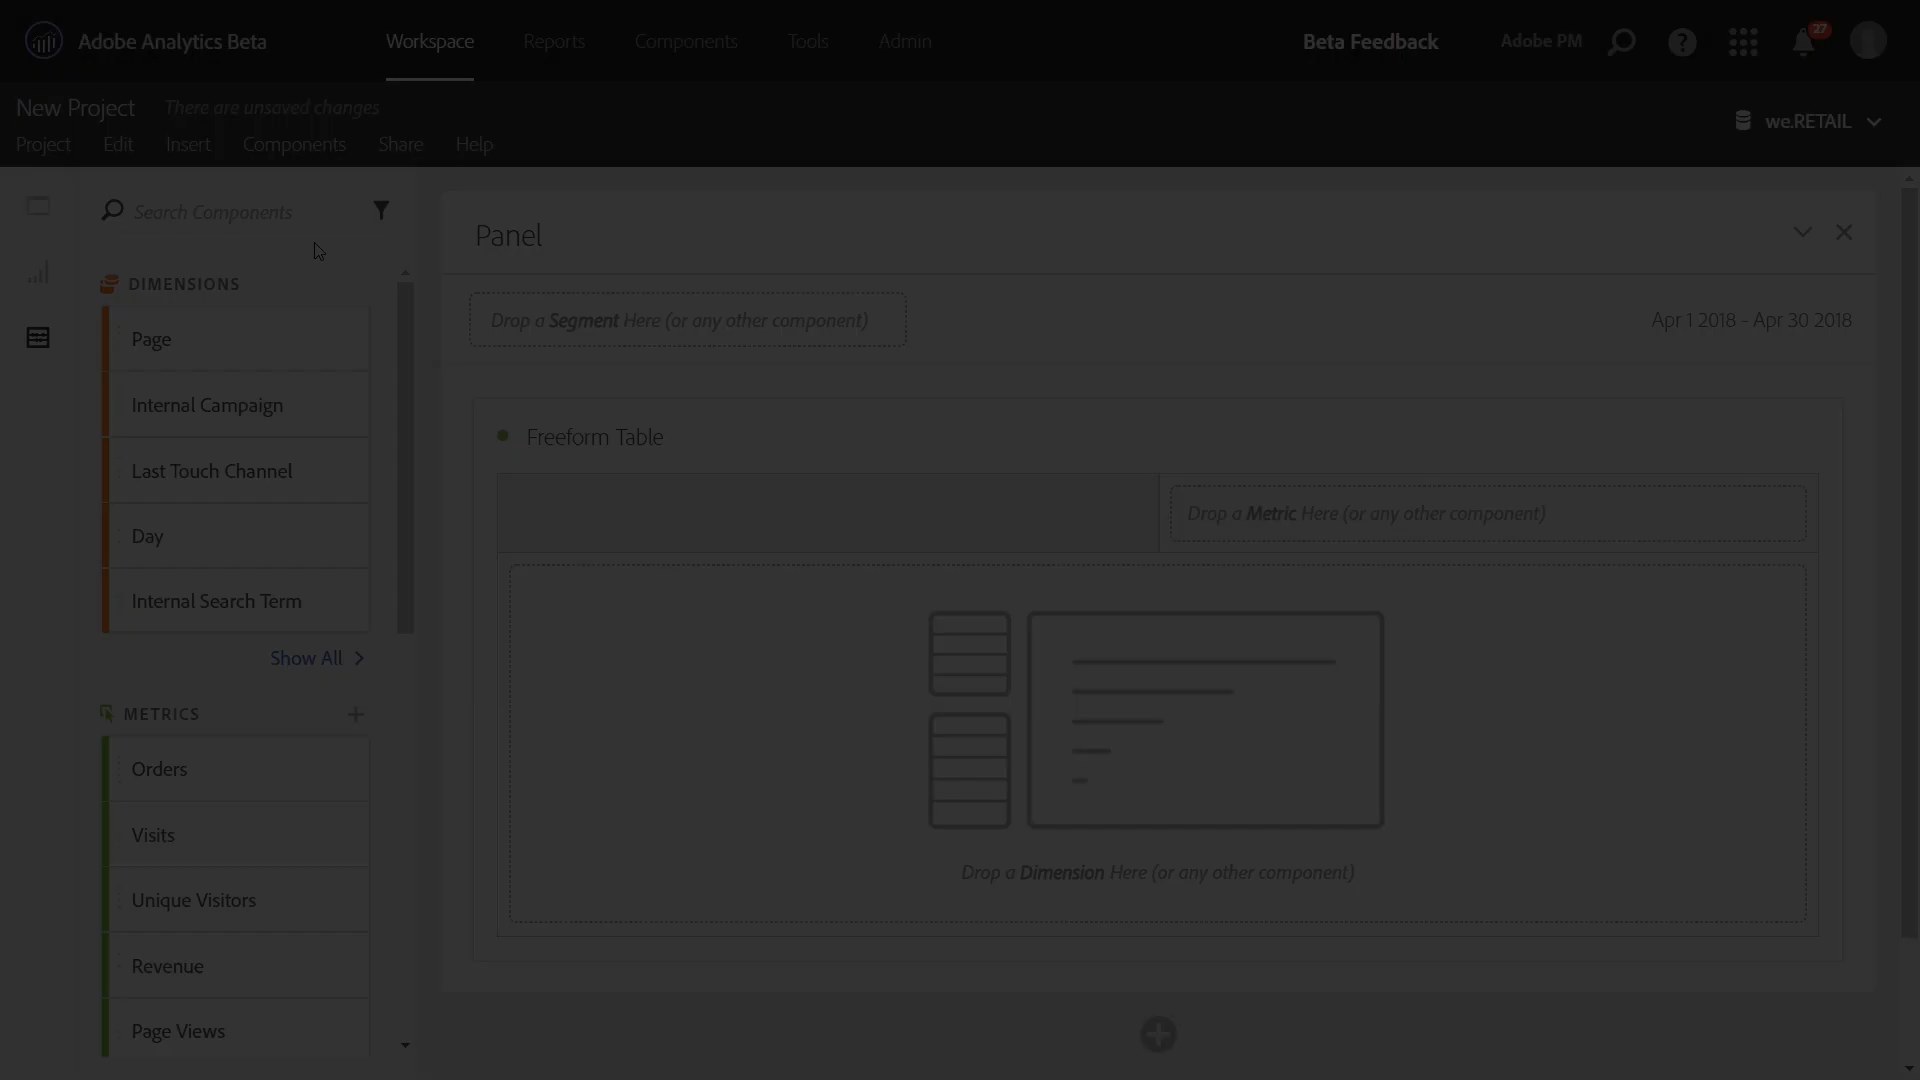 Adobe Analytics Beta
Workspace
Reports
Components
Tools
Admin
Beta Feedback
Adobe PM
?
27
New Project
There are unsaved changes
Project
Edit
Insert
Components
Share
Help
we.RETAIL
Search Components
DIMENSIONS
Page
Internal Campaign
Last Touch Channel
Day
Internal Search Term
Show All
METRICS
Orders
Visits
Unique Visitors
Revenue
Page Views
Panel
Drop a Segment Here (or any other component)
Apr 1 2018 - Apr 30 2018
Freeform Table
Drop a Metric Here (or any other component)
Drop a Dimension Here (or any other component)